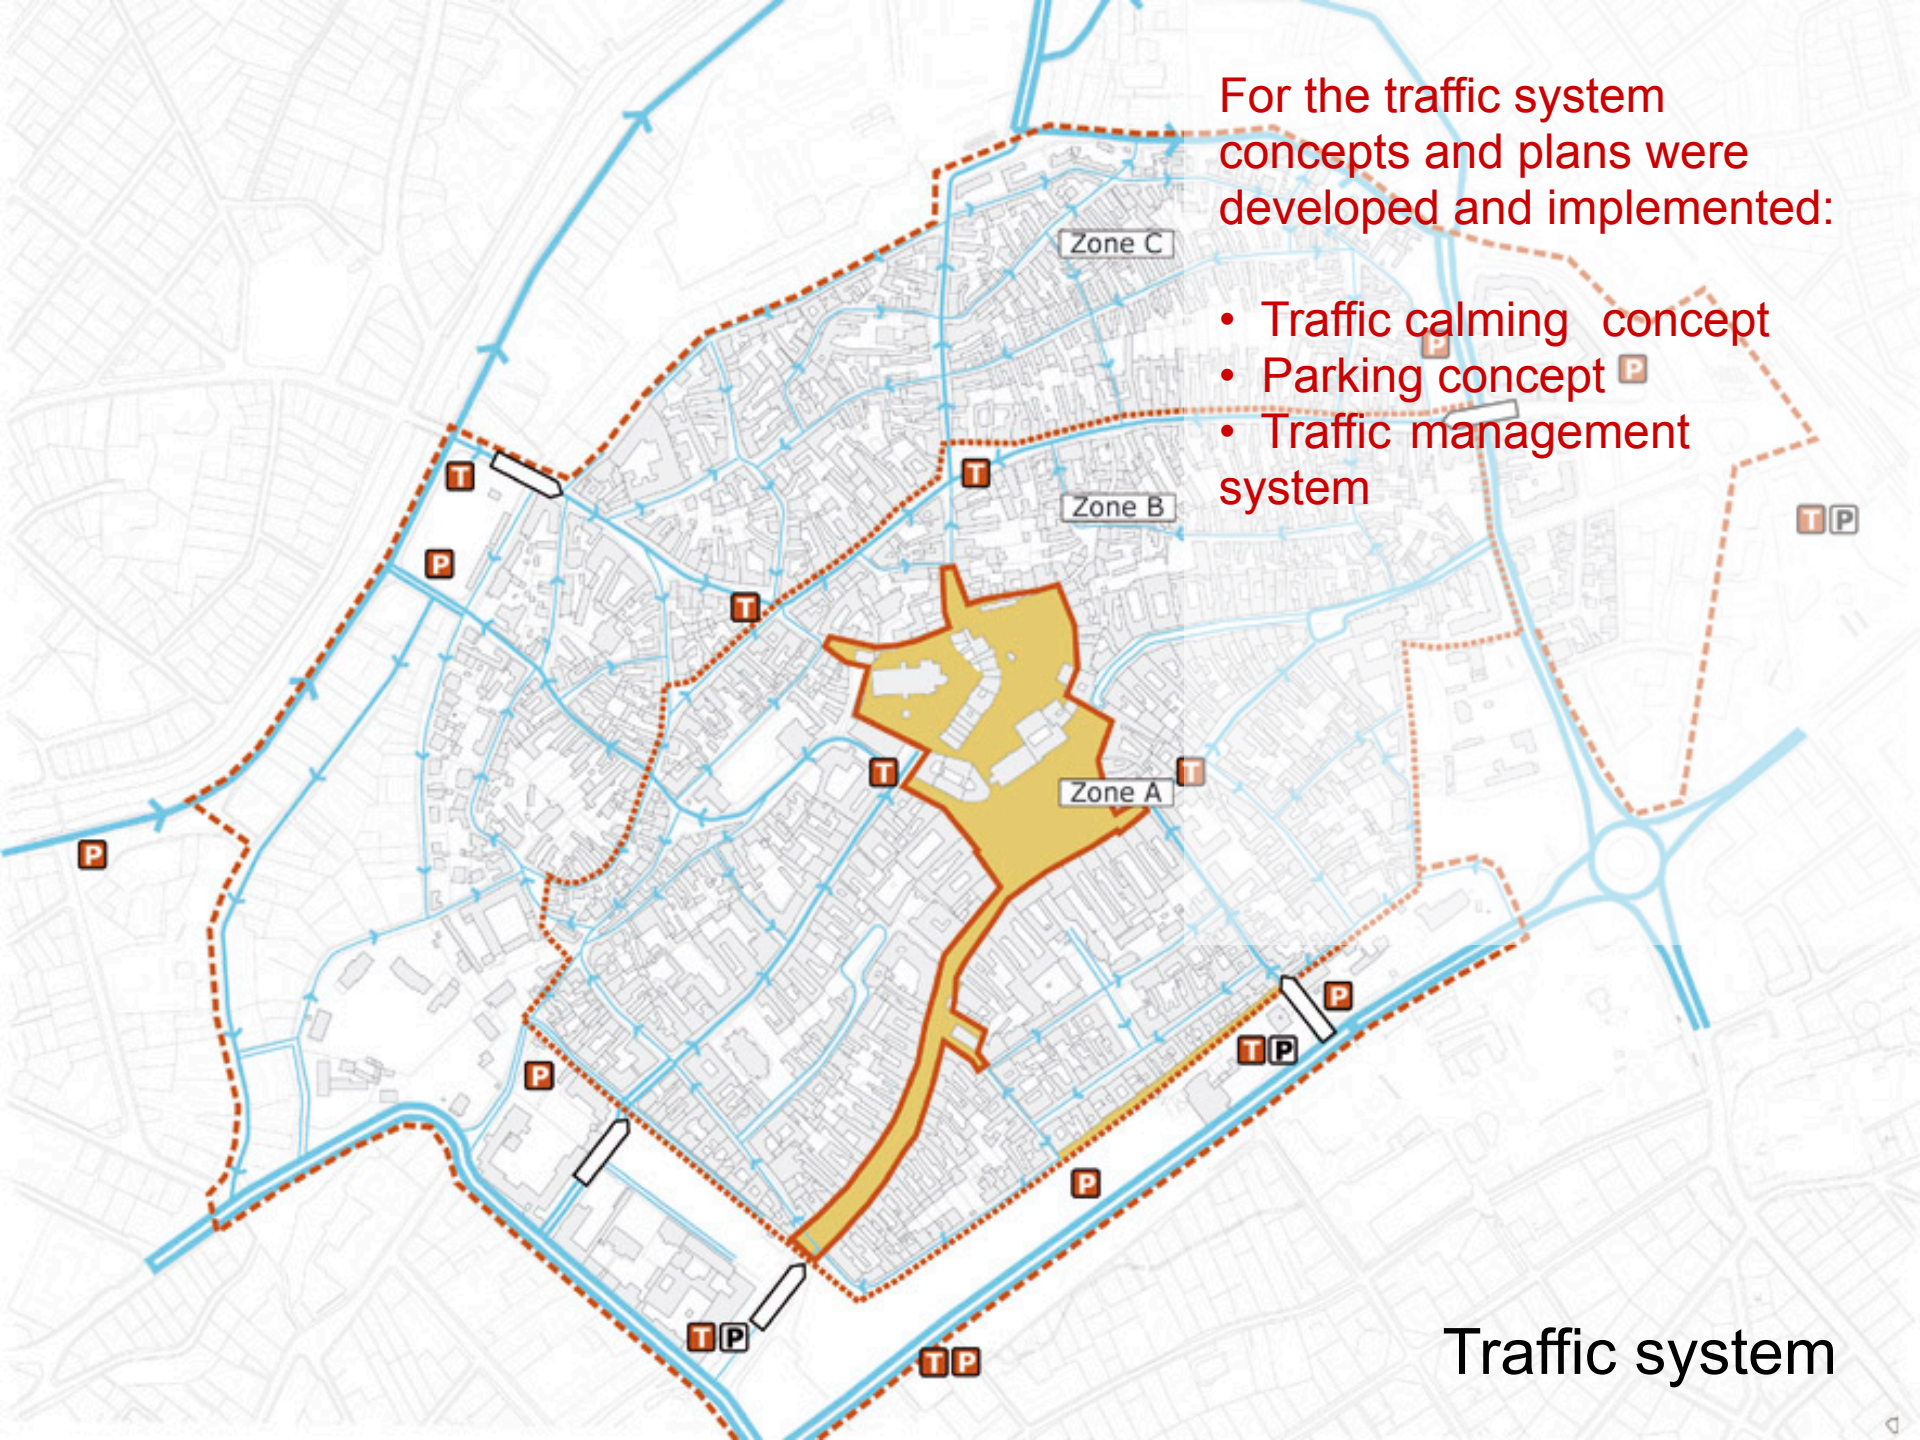 For the traffic system
concepts and plans were
developed and implemented:
• Traffic calming concept
• Parking concept
• Traffic management
system
Zone C
P
P
T
T
Zone B
T P
P
T
T
T
Zone A
P
P
T P
P
P
T P
T P
Traffic system